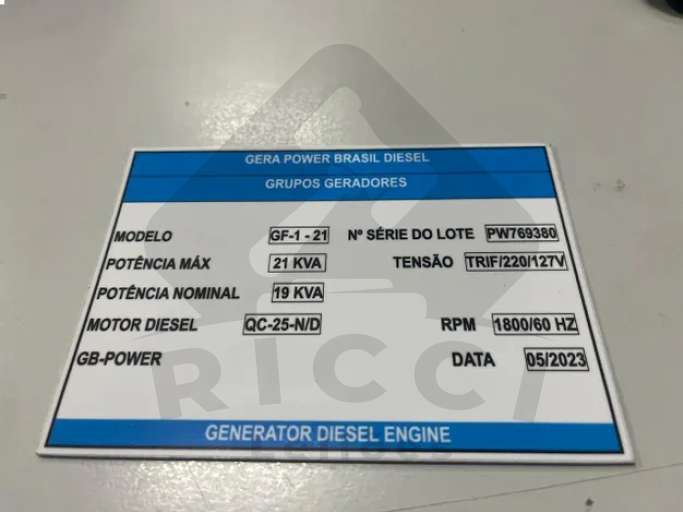 GERA POWER BRASIL DIESEL
GRUPOS GERADORES
MODELO GF-1 - 21 Nº SÉRIE DO LOTE PW769380
POTÊNCIA MÁX 21 KVA TENSÃO TRIF/220/127V
POTÊNCIA NOMINAL 19 KVA
MOTOR DIESEL QC-25-N/D RPM 1800/60 HZ
GB-POWER DATA 05/2023
RICCI
GENERATOR DIESEL ENGINE